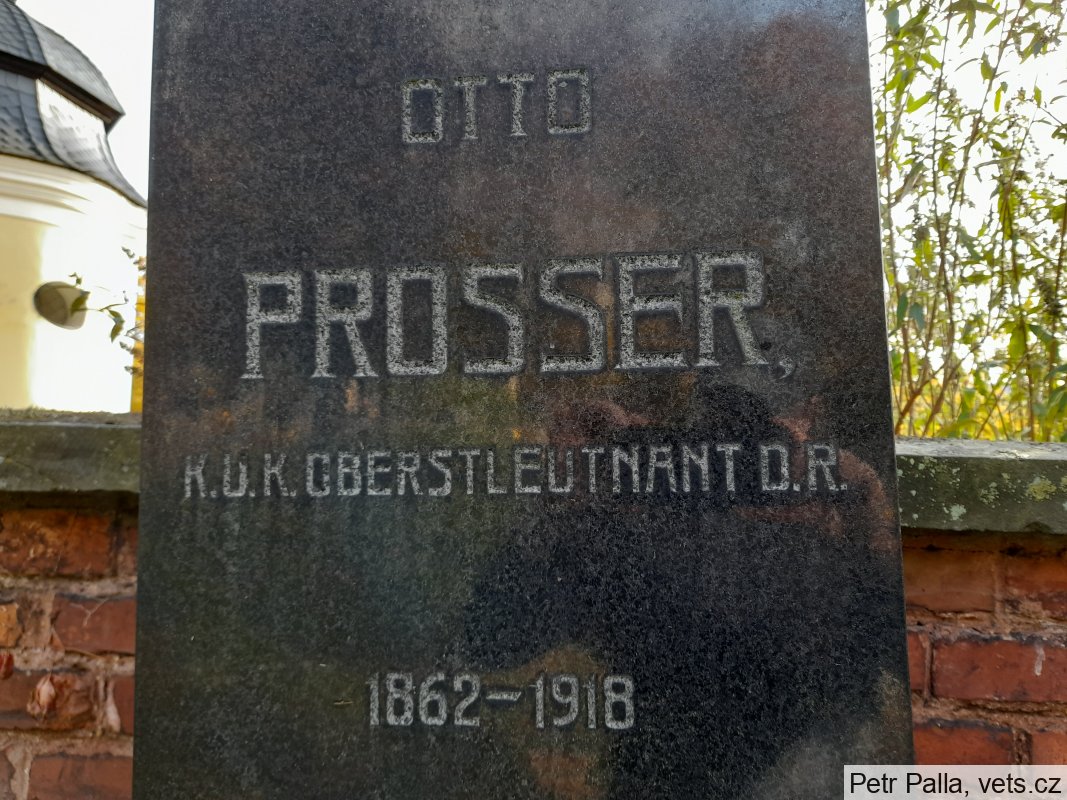 OTTO
PROSSER,
K.U.K. OBERSTLEUTNANT D.R.
1862–1918
Petr Palla, vets.cz